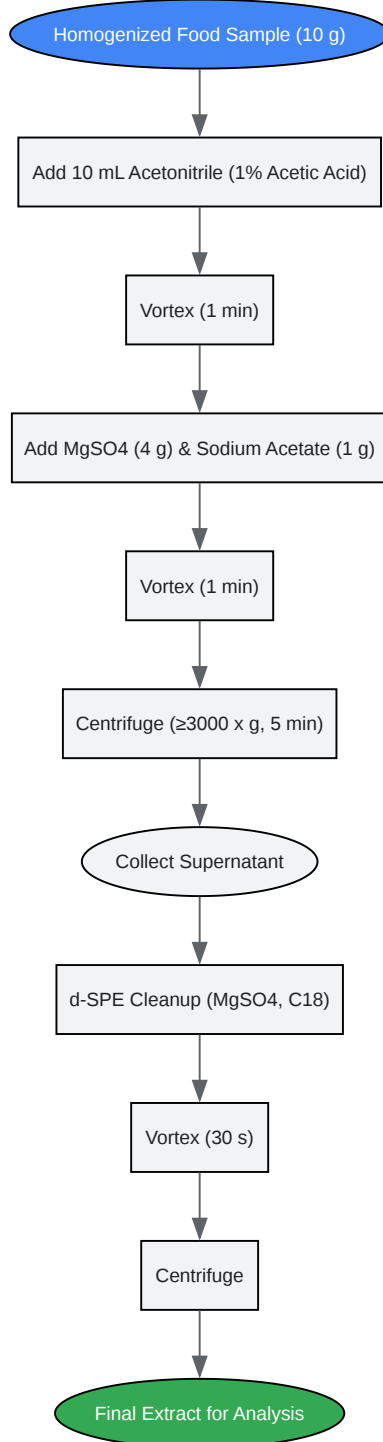 Homogenized Food Sample (10 g)
Add 10 mL Acetonitrile (1% Acetic Acid)
Vortex (1 min)
Add MgSO4 (4 g) & Sodium Acetate (1 g)
Vortex (1 min)
Centrifuge (≥3000 x g, 5 min)
Collect Supernatant
d-SPE Cleanup (MgSO4, C18)
Vortex (30 s)
Centrifuge
Final Extract for Analysis